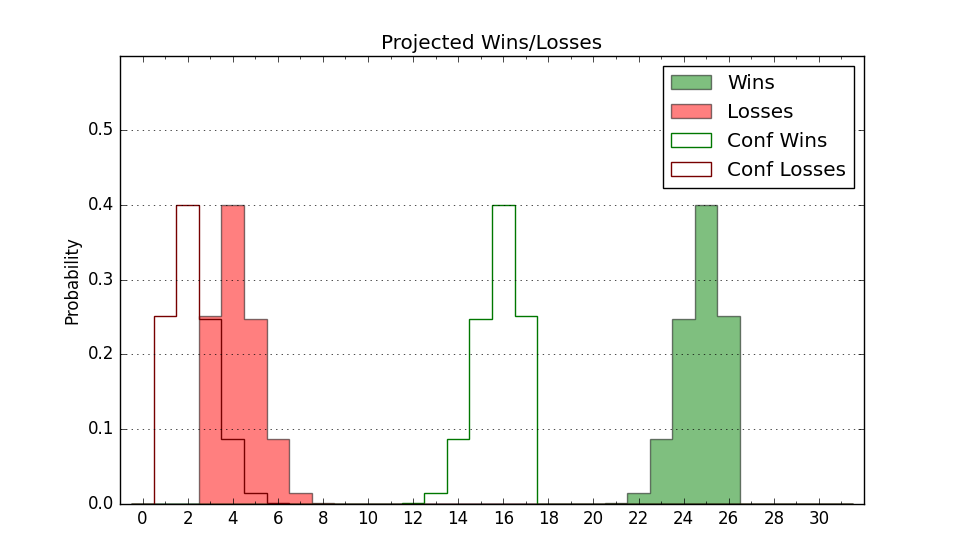 Projected Wins/Losses
Wins
Losses
Conf Wins
Conf Losses
Probability
0.5
0.4
0.3
0.2
0.1
0.0
0 2 4 6 8 10 12 14 16 18 20 22 24 26 28 30